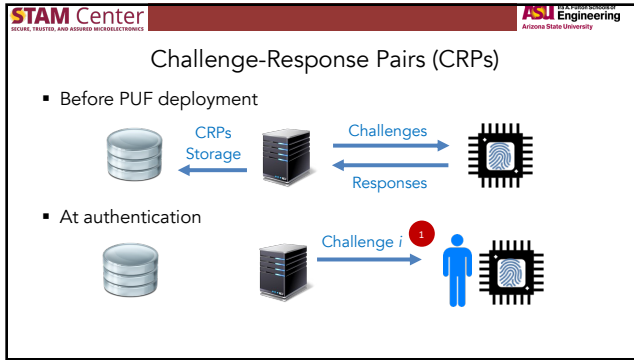 STAM Center
SECURE, TRUSTED, AND ASSURED MICROELECTRONICS
ASU Ira A. Fulton Schools of
Engineering
Arizona State University
Challenge-Response Pairs (CRPs)
▪ Before PUF deployment
CRPs
Storage
Challenges
Responses
▪ At authentication
Challenge i
1